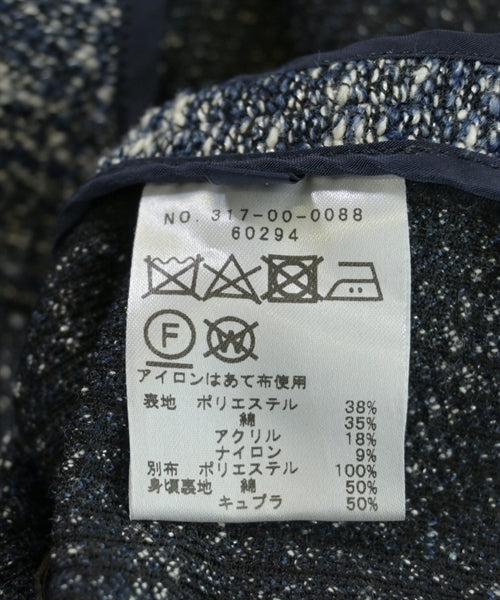 NO. 317-00-0088
60294
F W
アイロンはあて布使用
表地 ポリエステル 38%
綿 35%
アクリル 18%
ナイロン 9%
別布 ポリエステル 100%
身頃裏地 綿 50%
キュプラ 50%